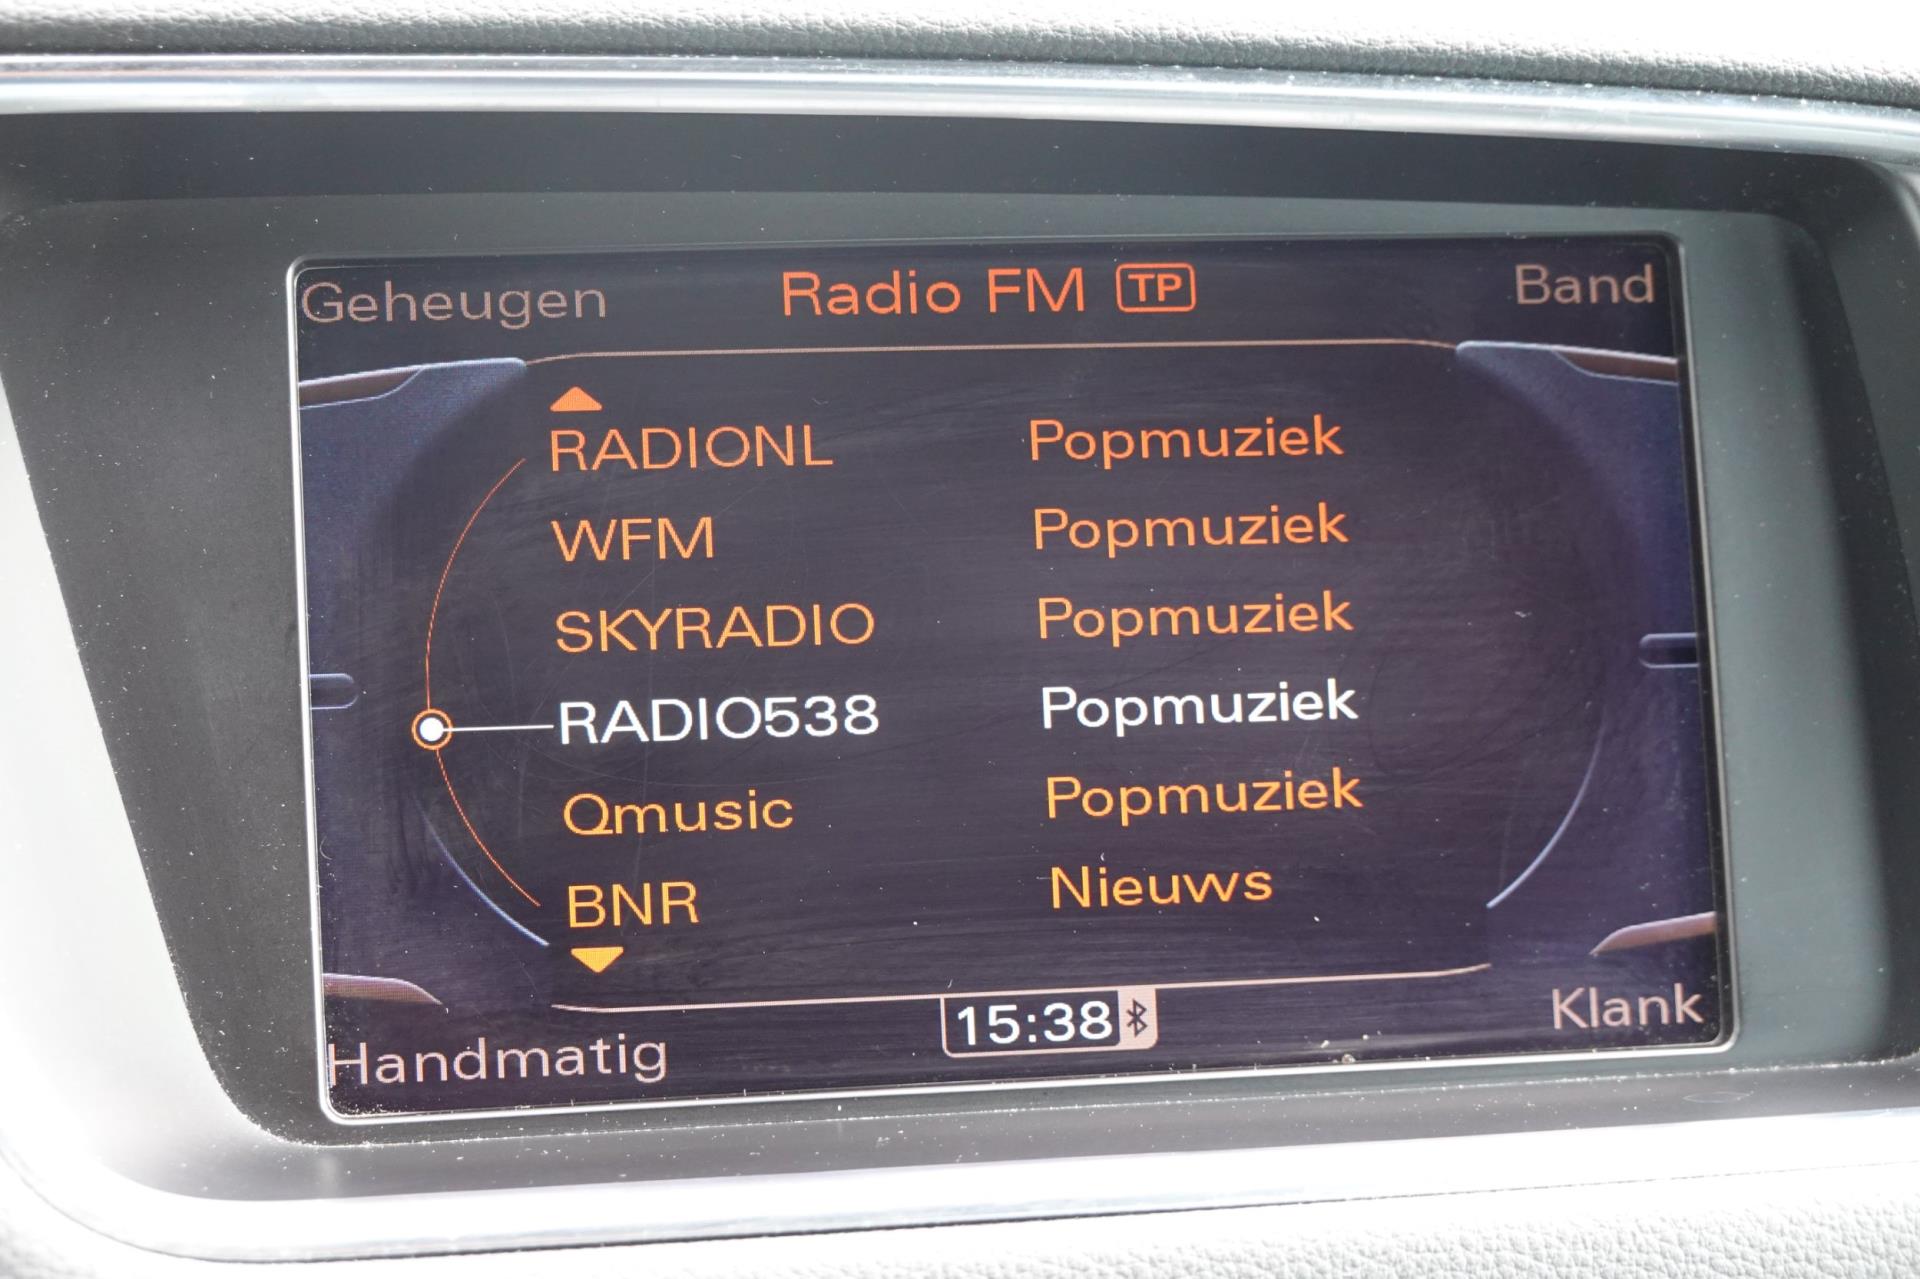 Geheugen Radio FM TP Band
RADIONL Popmuziek
WFM Popmuziek
SKYRADIO Popmuziek
RADIO538 Popmuziek
Qmusic Popmuziek
BNR Nieuws
Handmatig 15:38 Klank